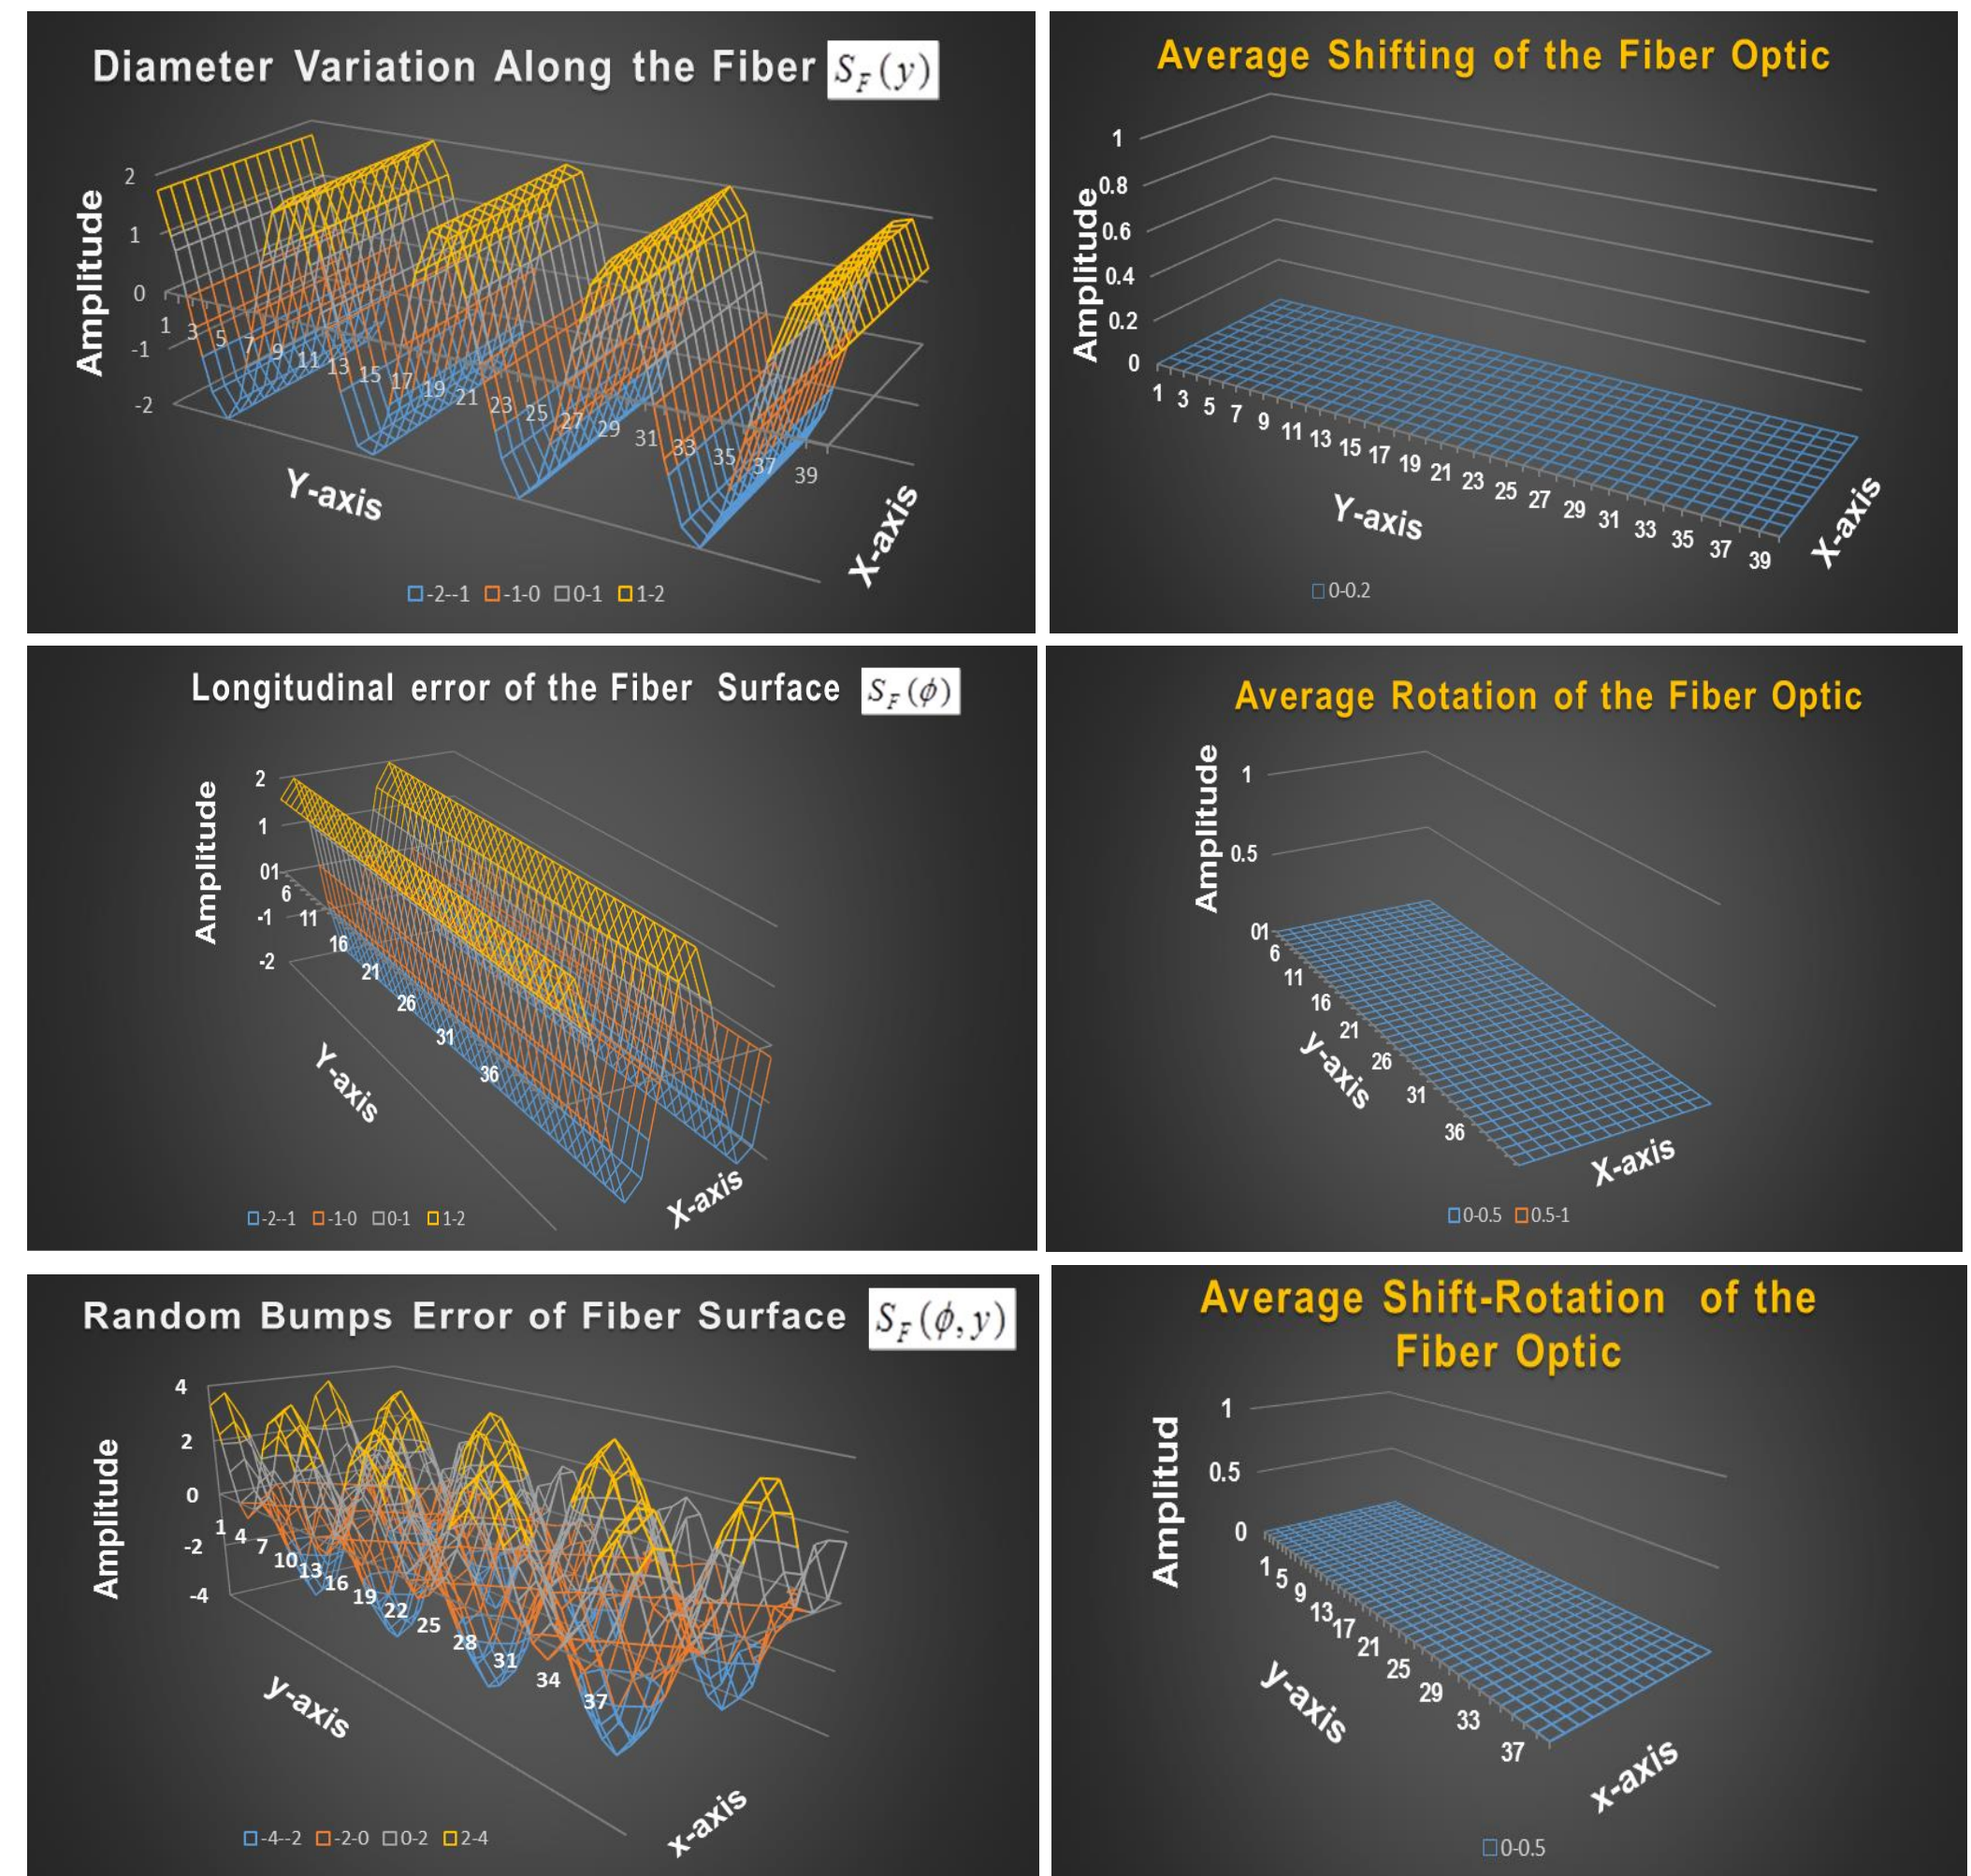 Diameter Variation Along the Fiber S_F(y)
Amplitude
2
1
0
-1
-2
1 3 5 7 9 11 13 15 17 19 21 23 25 27 29 31 33 35 37 39
Y-axis
X-axis
-2--1 -1-0 0-1 1-2
Average Shifting of the Fiber Optic
Amplitude
1
0.8
0.6
0.4
0.2
0
1 3 5 7 9 11 13 15 17 19 21 23 25 27 29 31 33 35 37 39
Y-axis
X-axis
0-0.2
Longitudinal error of the Fiber Surface S_F(ϕ)
Amplitude
2
1
0
-1
-2
1 6 11 16 21 26 31 36
Y-axis
X-axis
-2--1 -1-0 0-1 1-2
Average Rotation of the Fiber Optic
Amplitude
1
0.5
0
1 6 11 16 21 26 31 36
y-axis
X-axis
0-0.5 0.5-1
Random Bumps Error of Fiber Surface S_F(ϕ,y)
Amplitude
4
2
0
-2
-4
1 4 7 10 13 16 19 22 25 28 31 34 37
y-axis
x-axis
-4--2 -2-0 0-2 2-4
Average Shift-Rotation of the
Fiber Optic
Amplitud
1
0.5
0
1 5 9 13 17 21 25 29 33 37
y-axis
x-axis
0-0.5